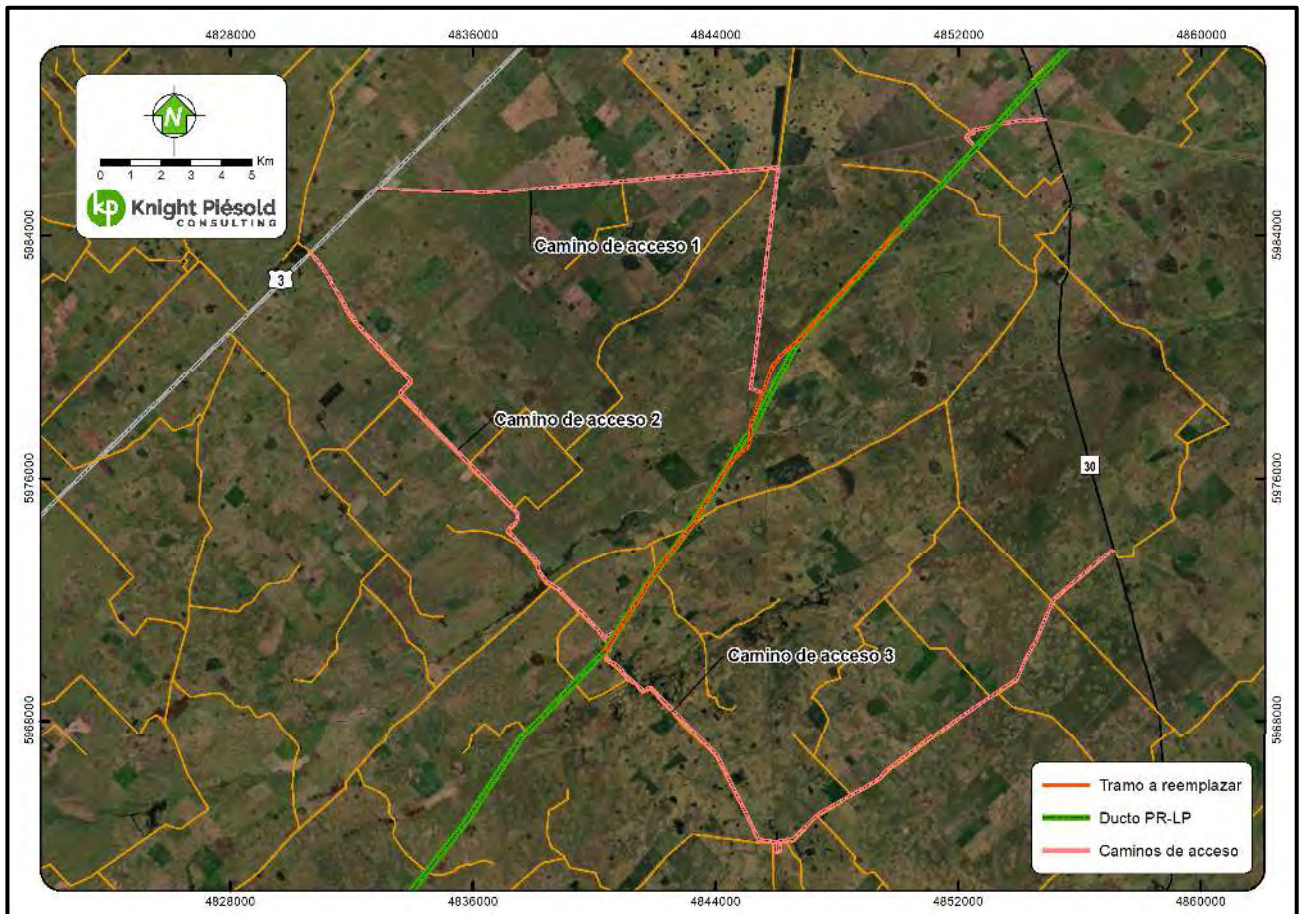 4828000 4836000 4844000 4852000 4860000
N
0 1 2 3 4 5 Km
kp Knight Piésold
CONSULTING
5984000 5984000
Camino de acceso 1
3
Camino de acceso 2
5976000 5976000
30
Camino de acceso 3
5968000 5968000
Tramo a reemplazar
Ducto PR-LP
Caminos de acceso
4828000 4836000 4844000 4852000 4860000